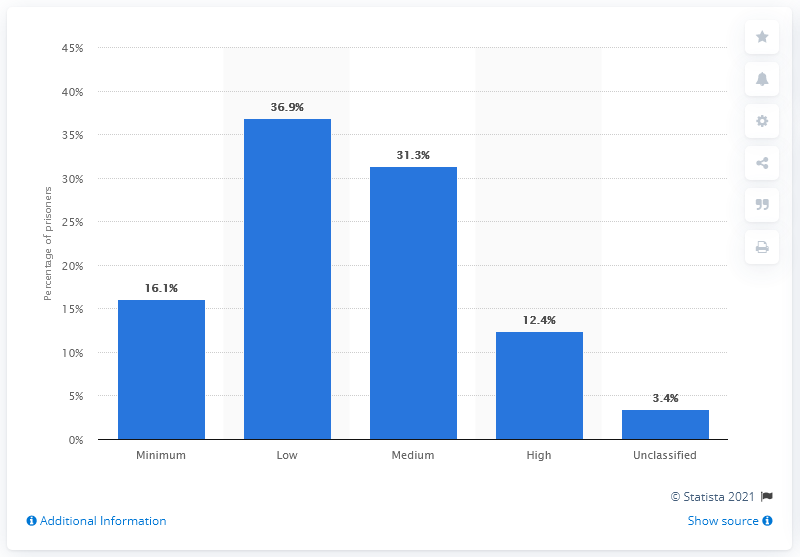 45%
40%
35%
30%
25%
20%
15%
10%
5%
0%
Percentage of prisoners
16.1%
36.9%
31.3%
12.4%
3.4%
Minimum
Low
Medium
High
Unclassified
© Statista 2021
Additional Information
Show source